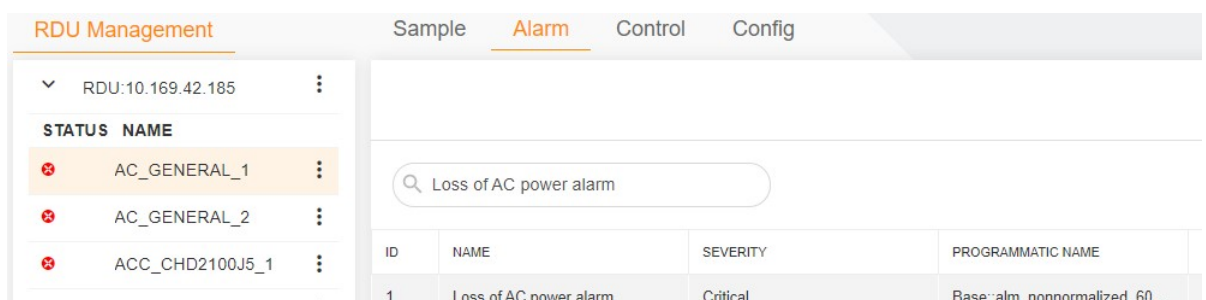 RDU Management
Sample Alarm Control Config
RDU:10.169.42.185
STATUS NAME
AC_GENERAL_1
AC_GENERAL_2
ACC_CHD2100J5_1
Loss of AC power alarm
ID NAME SEVERITY PROGRAMMATIC NAME
1 Loss of AC power alarm Critical Base::alm_nonnormalized_60